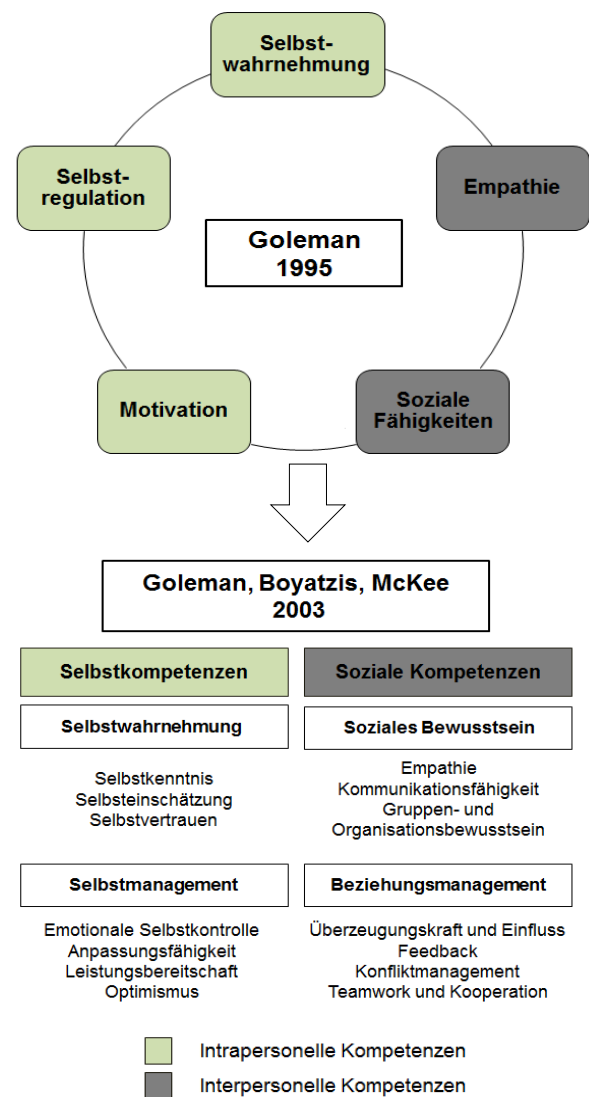 Selbst-
wahrnehmung
Selbst-
regulation
Empathie
Goleman
1995
Motivation
Soziale
Fähigkeiten
Goleman, Boyatzis, McKee
2003
Selbstkompetenzen
Soziale Kompetenzen
Selbstwahrnehmung
Soziales Bewusstsein
Selbstkenntnis
Selbsteinschätzung
Selbstvertrauen
Empathie
Kommunikationsfähigkeit
Gruppen- und
Organisationsbewusstsein
Selbstmanagement
Beziehungsmanagement
Emotionale Selbstkontrolle
Anpassungsfähigkeit
Leistungsbereitschaft
Optimismus
Überzeugungskraft und Einfluss
Feedback
Konfliktmanagement
Teamwork und Kooperation
Intrapersonelle Kompetenzen
Interpersonelle Kompetenzen